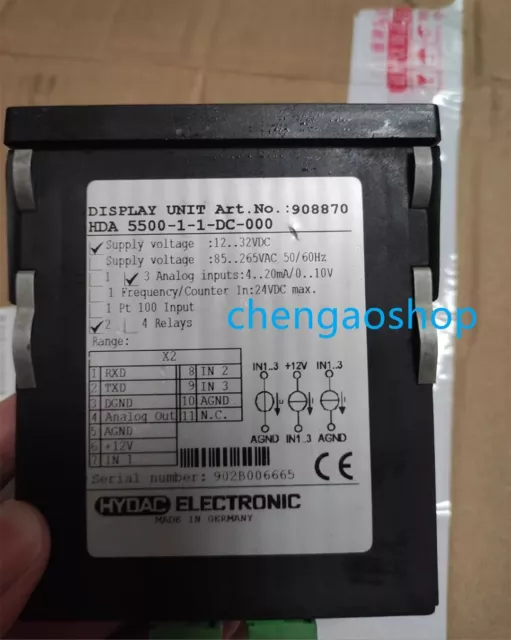 DISPLAY UNIT Art.No.:908870
HDA 5500-1-1-DC-000
Supply voltage :12..32VDC
Supply voltage :85..265VAC 50/60Hz
1 3 Analog inputs:4..20mA/0..10V
1 Frequency/Counter In:24VDC max.
1 Pt 100 Input
2 4 Relays
Range:
chengaoshop
X2
1 RXD 8 IN 2
2 TXD 9 IN 3
3 DGND 10 AGND
4 Analog Out 11 N.C.
5 AGND
6 +12V
7 IN 1
IN1..3 +12V IN1..3
AGND IN1..3 AGND
Serial number: 902B006665
CE
HYDAC ELECTRONIC
MADE IN GERMANY